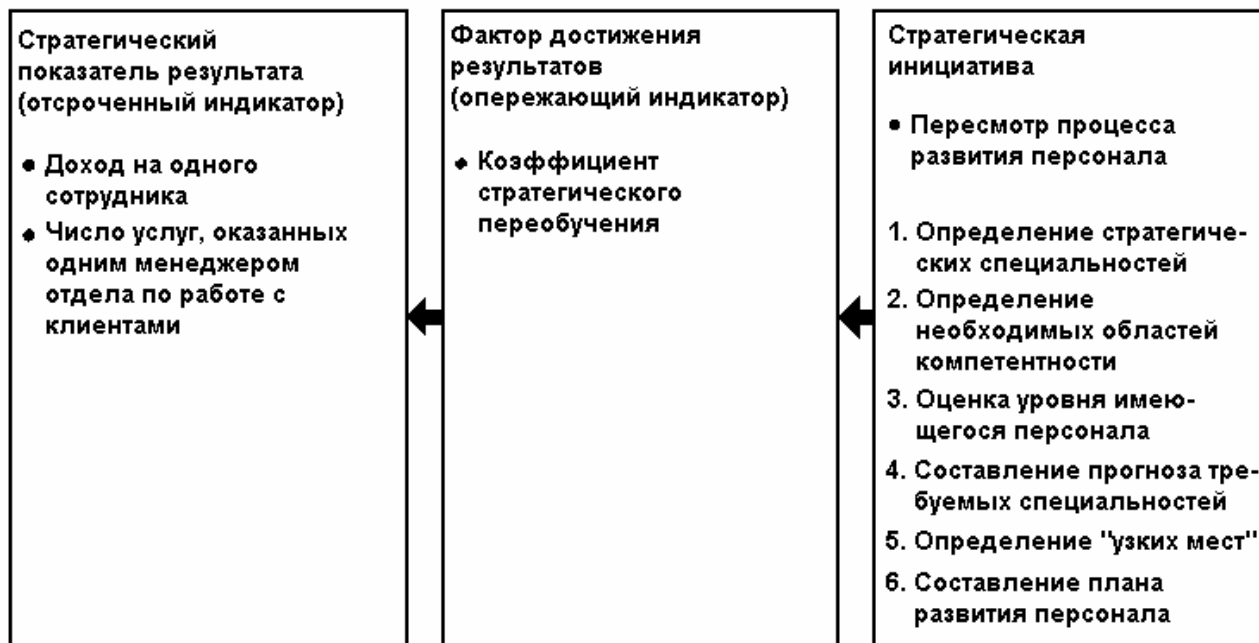 Стратегический
показатель результата
(отсроченный индикатор)
• Доход на одного
сотрудника
• Число услуг, оказанных
одним менеджером
отдела по работе с
клиентами
Фактор достижения
результатов
(опережающий индикатор)
• Коэффициент
стратегического
переобучения
Стратегическая
инициатива
• Пересмотр процесса
развития персонала
1. Определение стратегиче-
ских специальностей
2. Определение
необходимых областей
компетентности
3. Оценка уровня имею-
щегося персонала
4. Составление прогноза тре-
буемых специальностей
5. Определение "узких мест"
6. Составление плана
развития персонала